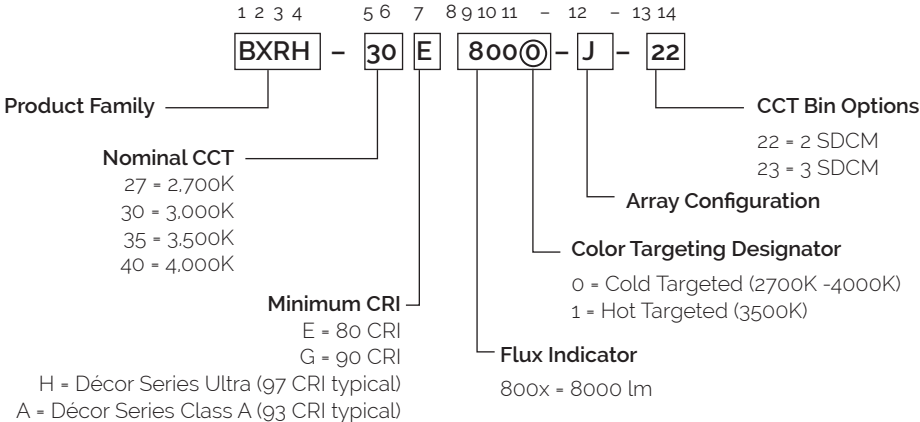 1 2 3 4 5 6 7 8 9 10 11 – 12 – 13 14
BXRH – 30 E 8000 – J – 22
Product Family
CCT Bin Options
22 = 2 SDCM
23 = 3 SDCM
Nominal CCT
27 = 2,700K
30 = 3,000K
35 = 3,500K
40 = 4,000K
Array Configuration
Color Targeting Designator
0 = Cold Targeted (2700K -4000K)
1 = Hot Targeted (3500K)
Minimum CRI
E = 80 CRI
G = 90 CRI
H = Décor Series Ultra (97 CRI typical)
A = Décor Series Class A (93 CRI typical)
Flux Indicator
800x = 8000 lm